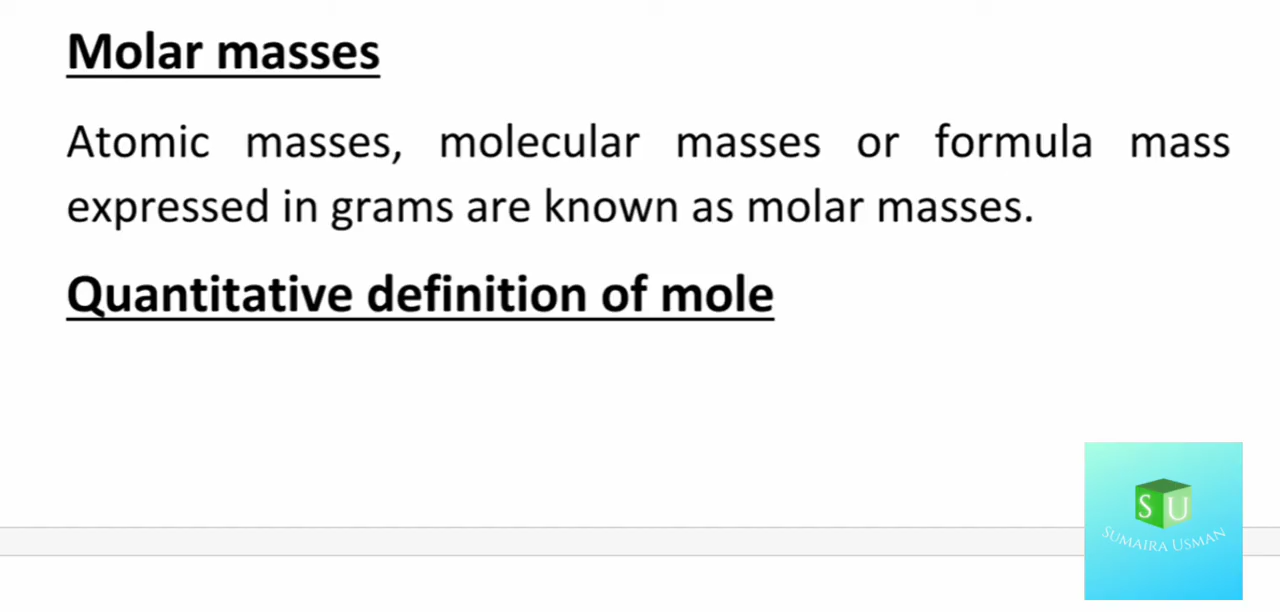 Molar masses
Atomic masses, molecular masses or formula mass
expressed in grams are known as molar masses.
Quantitative definition of mole
S U
SUMAIRA USMAN